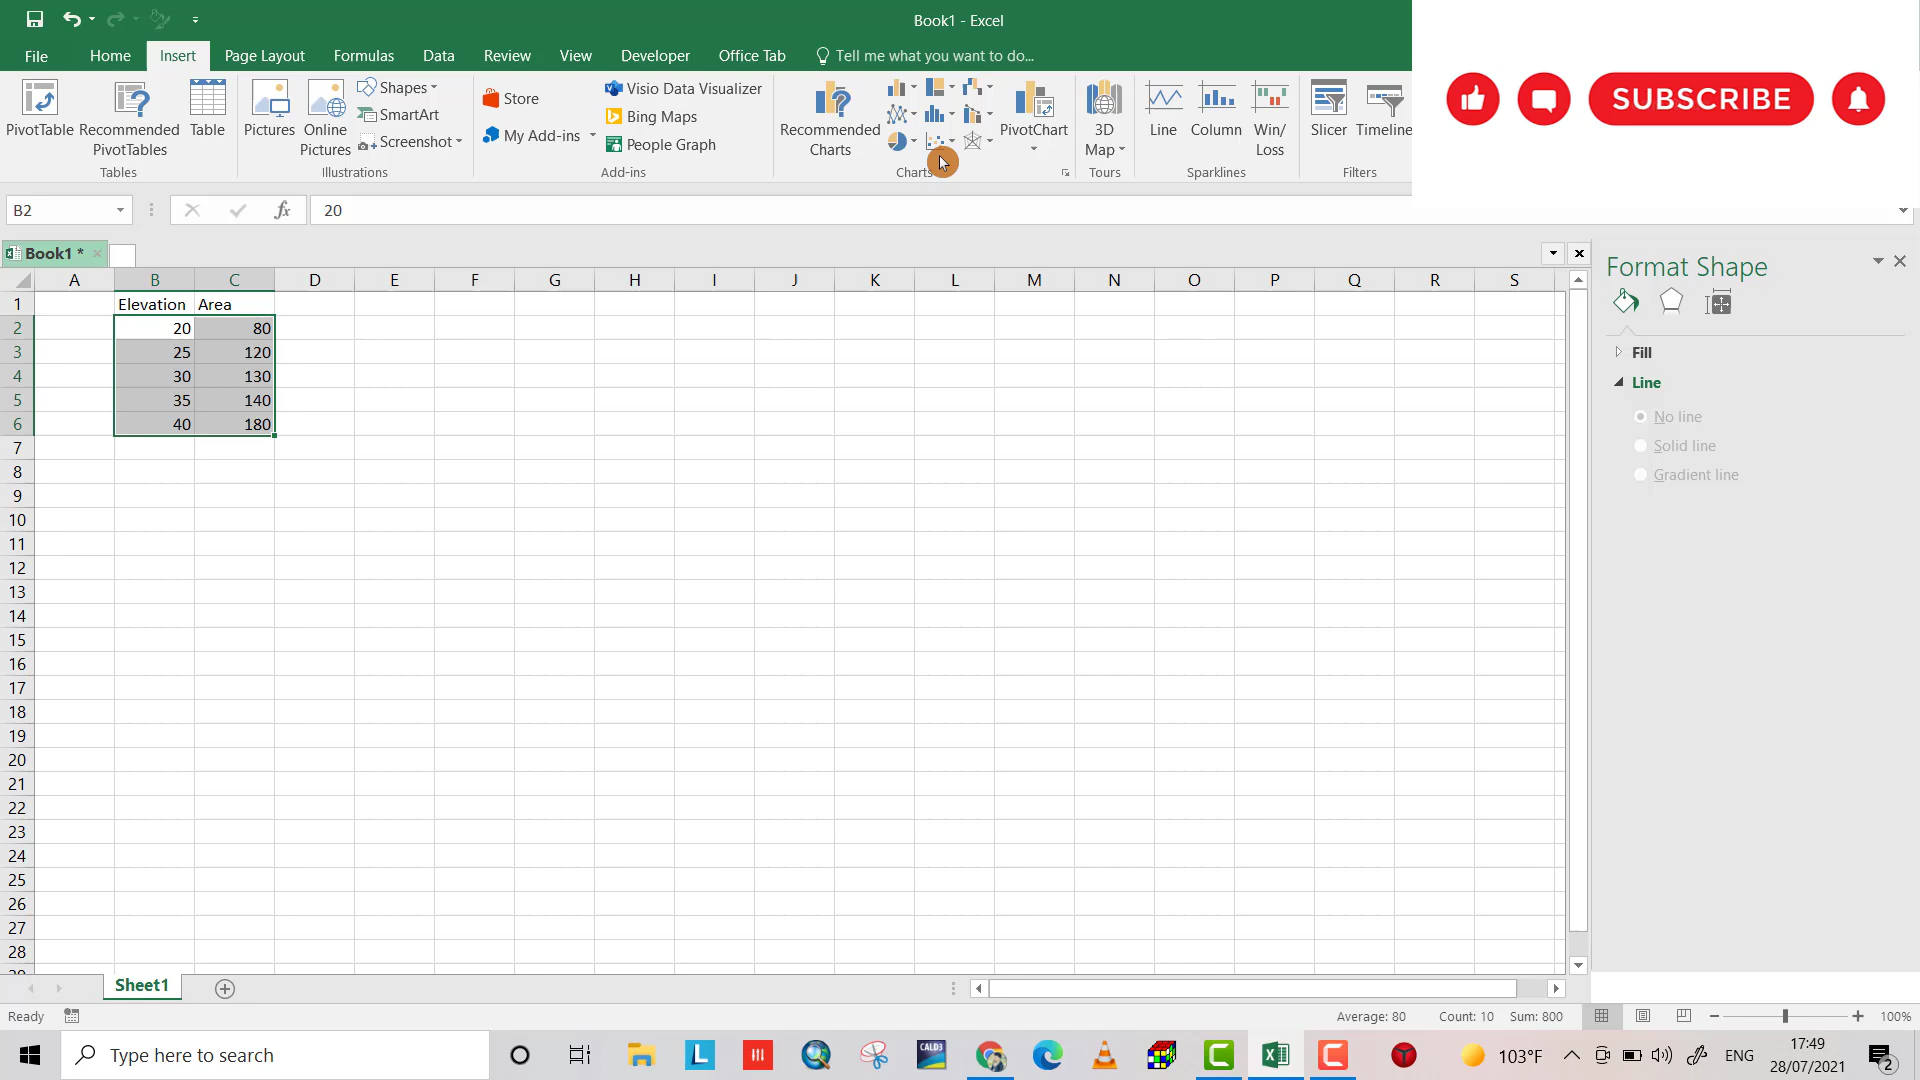 Book1 - Excel
File Home Insert Page Layout Formulas Data Review View Developer Office Tab Tell me what you want to do...
SUBSCRIBE
PivotTable Recommended PivotTables Table
Tables
Pictures Online Pictures Shapes SmartArt Screenshot
Illustrations
Store My Add-ins Visio Data Visualizer Bing Maps People Graph
Add-ins
Recommended Charts PivotChart
Charts
3D Map
Tours
Line Column Win/ Loss
Sparklines
Slicer Timeline
Filters
B2 fx 20
Book1 *
A B C D E F G H I J K L M N O P Q R S
1 Elevation Area
2 20 80
3 25 120
4 30 130
5 35 140
6 40 180
7
8
9
10
11
12
13
14
15
16
17
18
19
20
21
22
23
24
25
26
27
28
Format Shape
Fill
Line
No line
Solid line
Gradient line
Sheet1
Ready Average: 80 Count: 10 Sum: 800 100%
Type here to search
L
CALD3
103°F ENG 17:49
28/07/2021
2